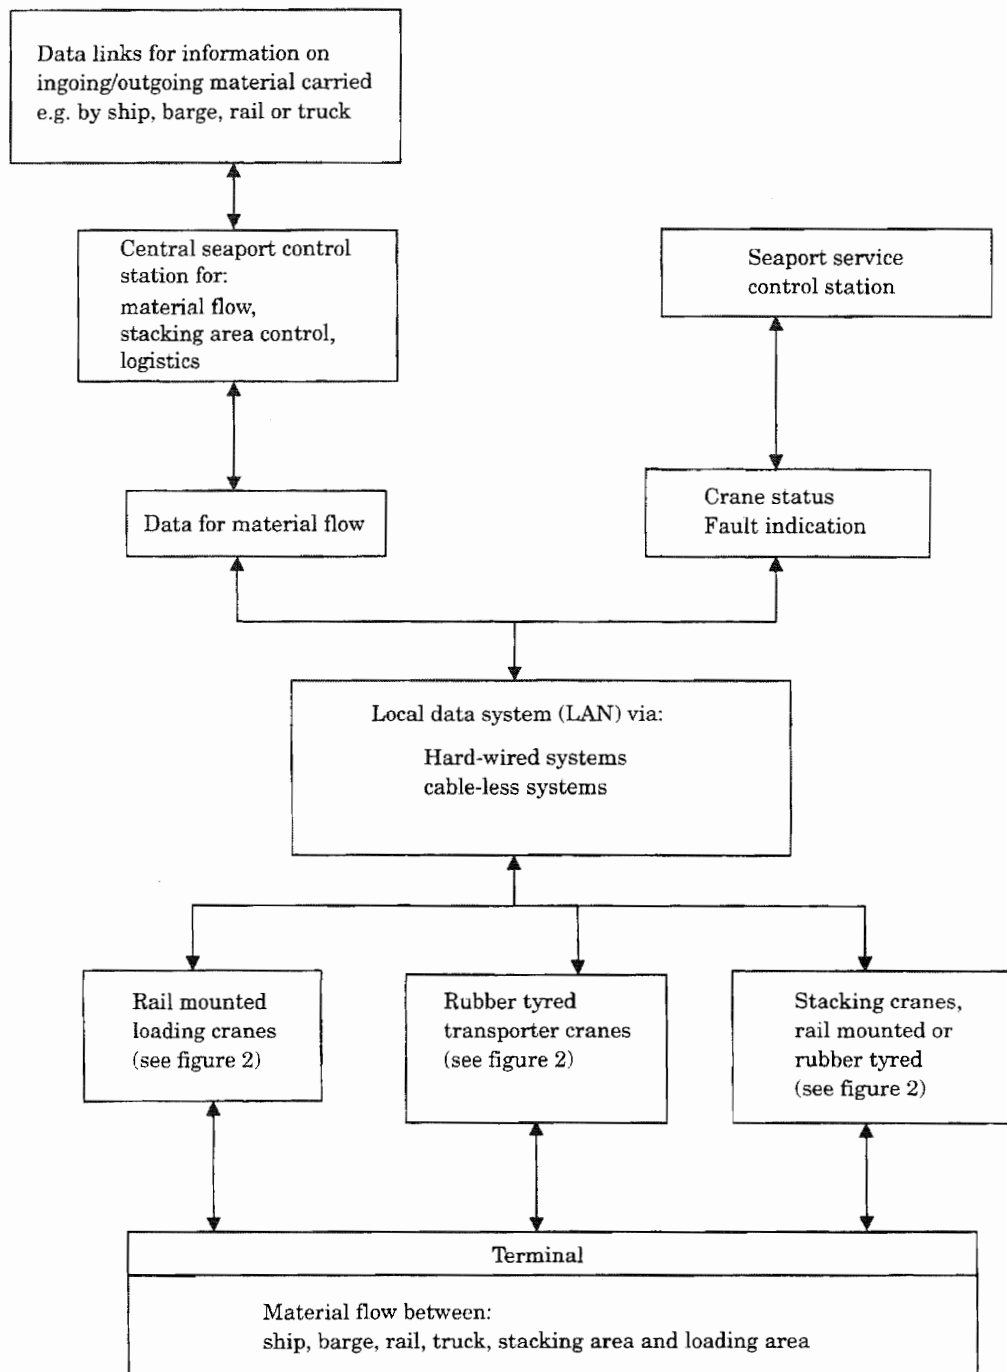 Data links for information on
ingoing/outgoing material carried
e.g. by ship, barge, rail or truck
Central seaport control
station for:
material flow,
stacking area control,
logistics
Seaport service
control station
Data for material flow
Crane status
Fault indication
Local data system (LAN) via:
Hard-wired systems
cable-less systems
Rail mounted
loading cranes
(see figure 2)
Rubber tyred
transporter cranes
(see figure 2)
Stacking cranes,
rail mounted or
rubber tyred
(see figure 2)
Terminal
Material flow between:
ship, barge, rail, truck, stacking area and loading area